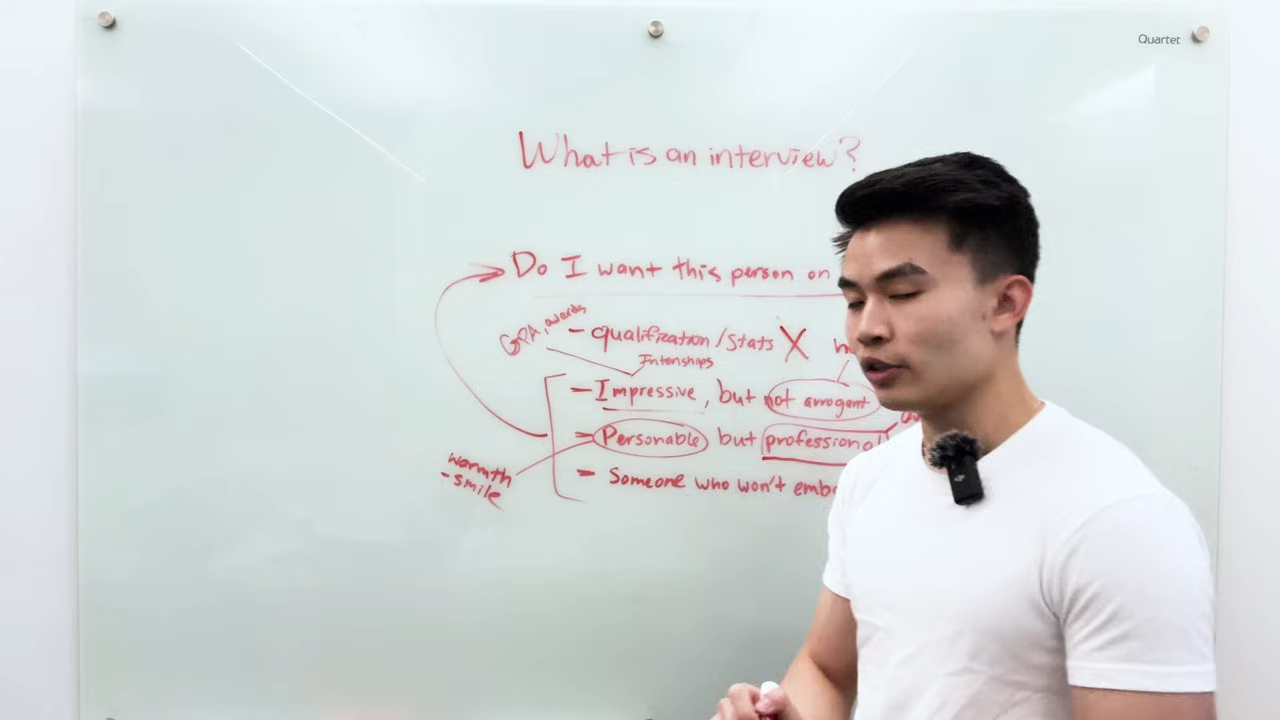 Quartet
What is an interview?
Do I want this person on
GPA, awards
- qualification/stats X
Internships
- Impressive, but not arrogant
- Personable but professional
warmth
- smile
- Someone who won't